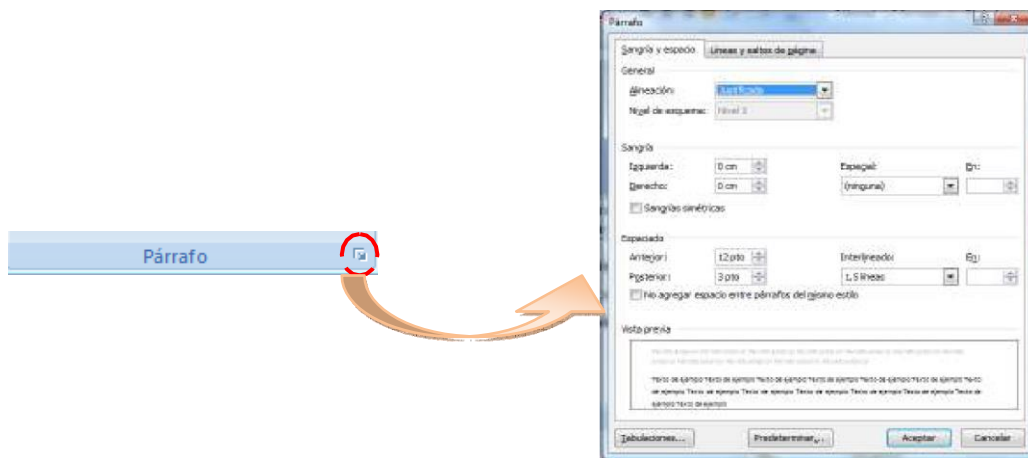 Párrafo
Párrafo
Sangría y espacio Líneas y saltos de página
General
Alineación: Justificada
Nivel de esquema: Nivel 3
Sangría
Izquierda: 0 cm Especial: En:
Derecho: 0 cm (ninguna)
Sangrías simétricas
Espaciado
Anterior: 12 pto Interlineado: En:
Posterior: 3 pto 1,5 líneas
No agregar espacio entre párrafos del mismo estilo
Vista previa
Texto de ejemplo Texto de ejemplo Texto de ejemplo Texto de ejemplo Texto de ejemplo Texto de ejemplo Texto
de ejemplo Texto de ejemplo Texto de ejemplo Texto de ejemplo Texto de ejemplo Texto de ejemplo Texto de
ejemplo Texto de ejemplo
Tabulaciones... Predeterminar... Aceptar Cancelar